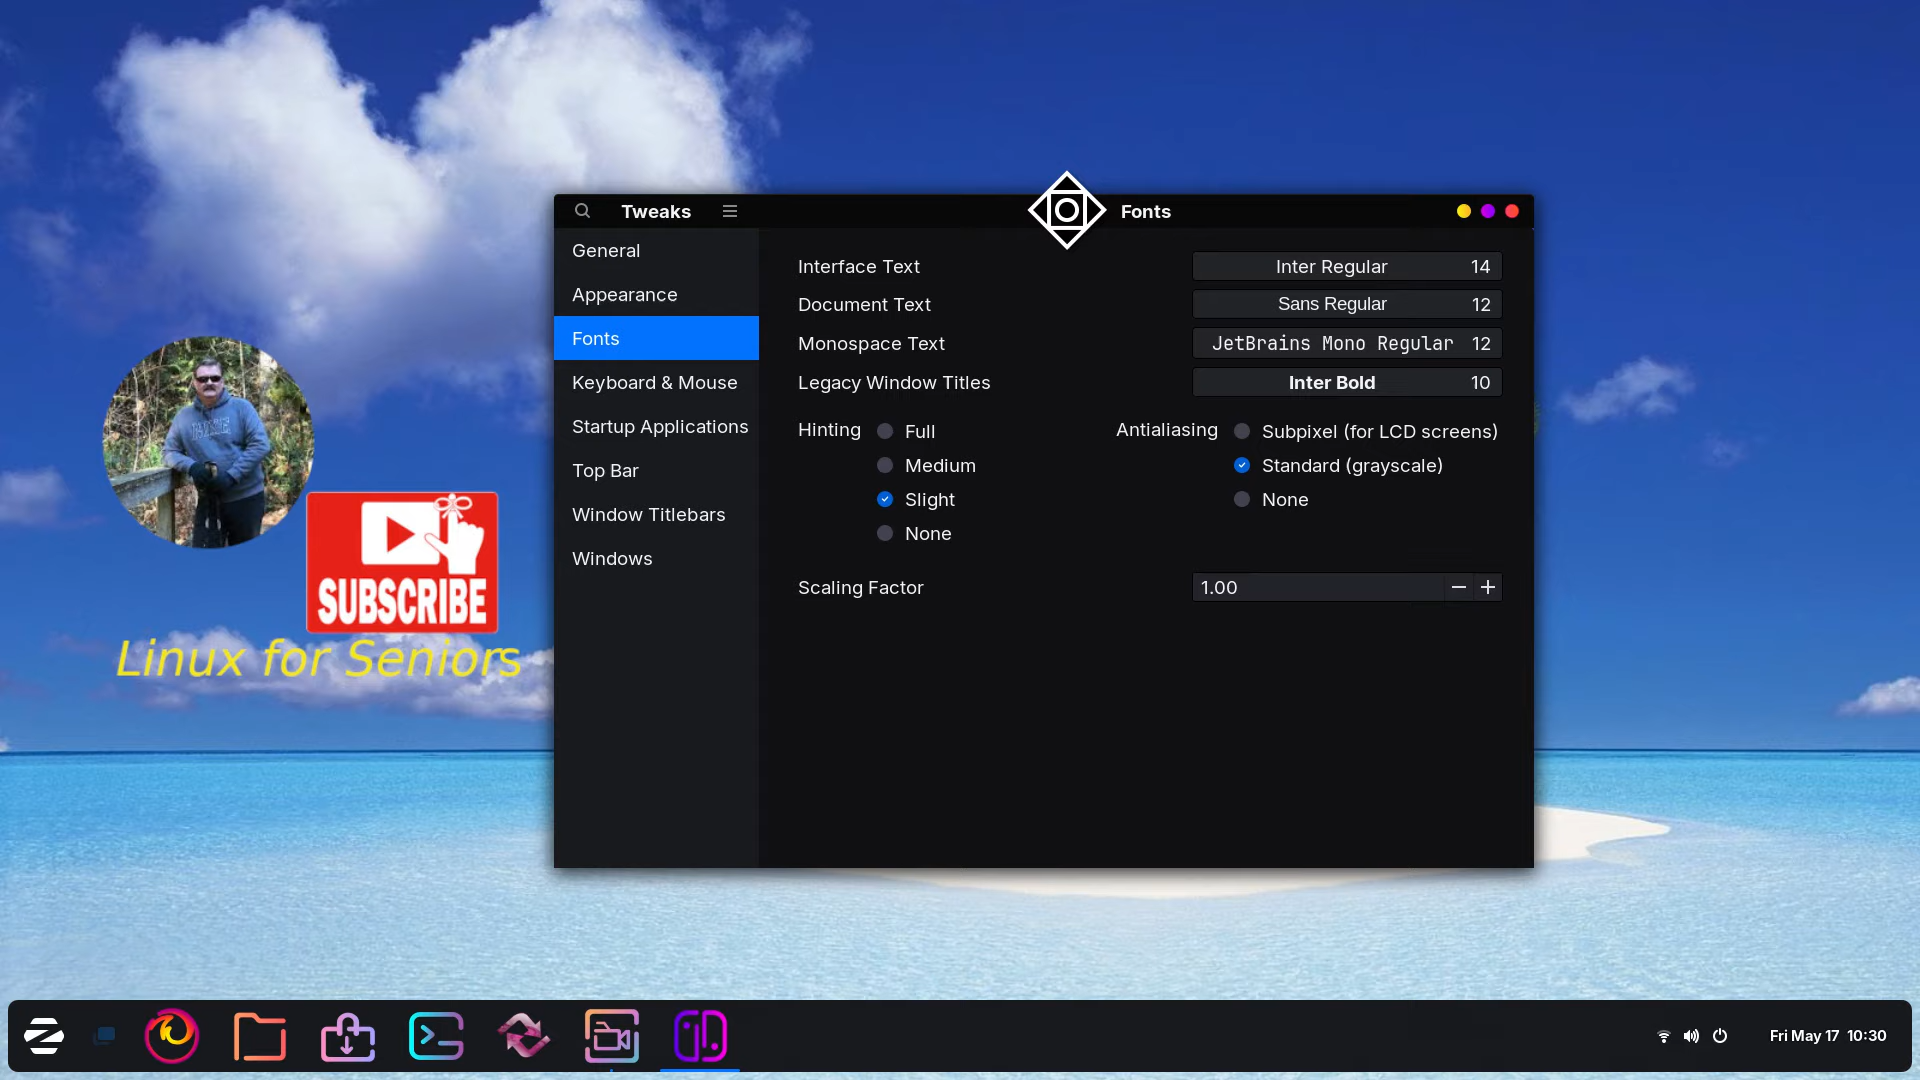 Tweaks
Fonts
General
Appearance
Fonts
Keyboard & Mouse
Startup Applications
Top Bar
Window Titlebars
Windows
Interface Text Inter Regular 14
Document Text Sans Regular 12
Monospace Text JetBrains Mono Regular 12
Legacy Window Titles Inter Bold 10
Hinting Full Antialiasing Subpixel (for LCD screens)
Medium Standard (grayscale)
Slight None
None
Scaling Factor 1.00
SUBSCRIBE
Linux for Seniors
Fri May 17 10:30